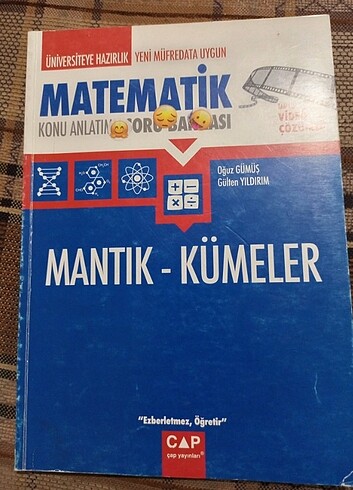 ÜNİVERSİTEYE HAZIRLIK YENİ MÜFREDATA UYGUN
MATEMATİK
KONU ANLATIM
Oğuz GÜMÜŞ
Gülten YILDIRIM
MANTIK - KÜMELER
"Ezberletmez, Öğretir"
ÇAP
çap yayınları®